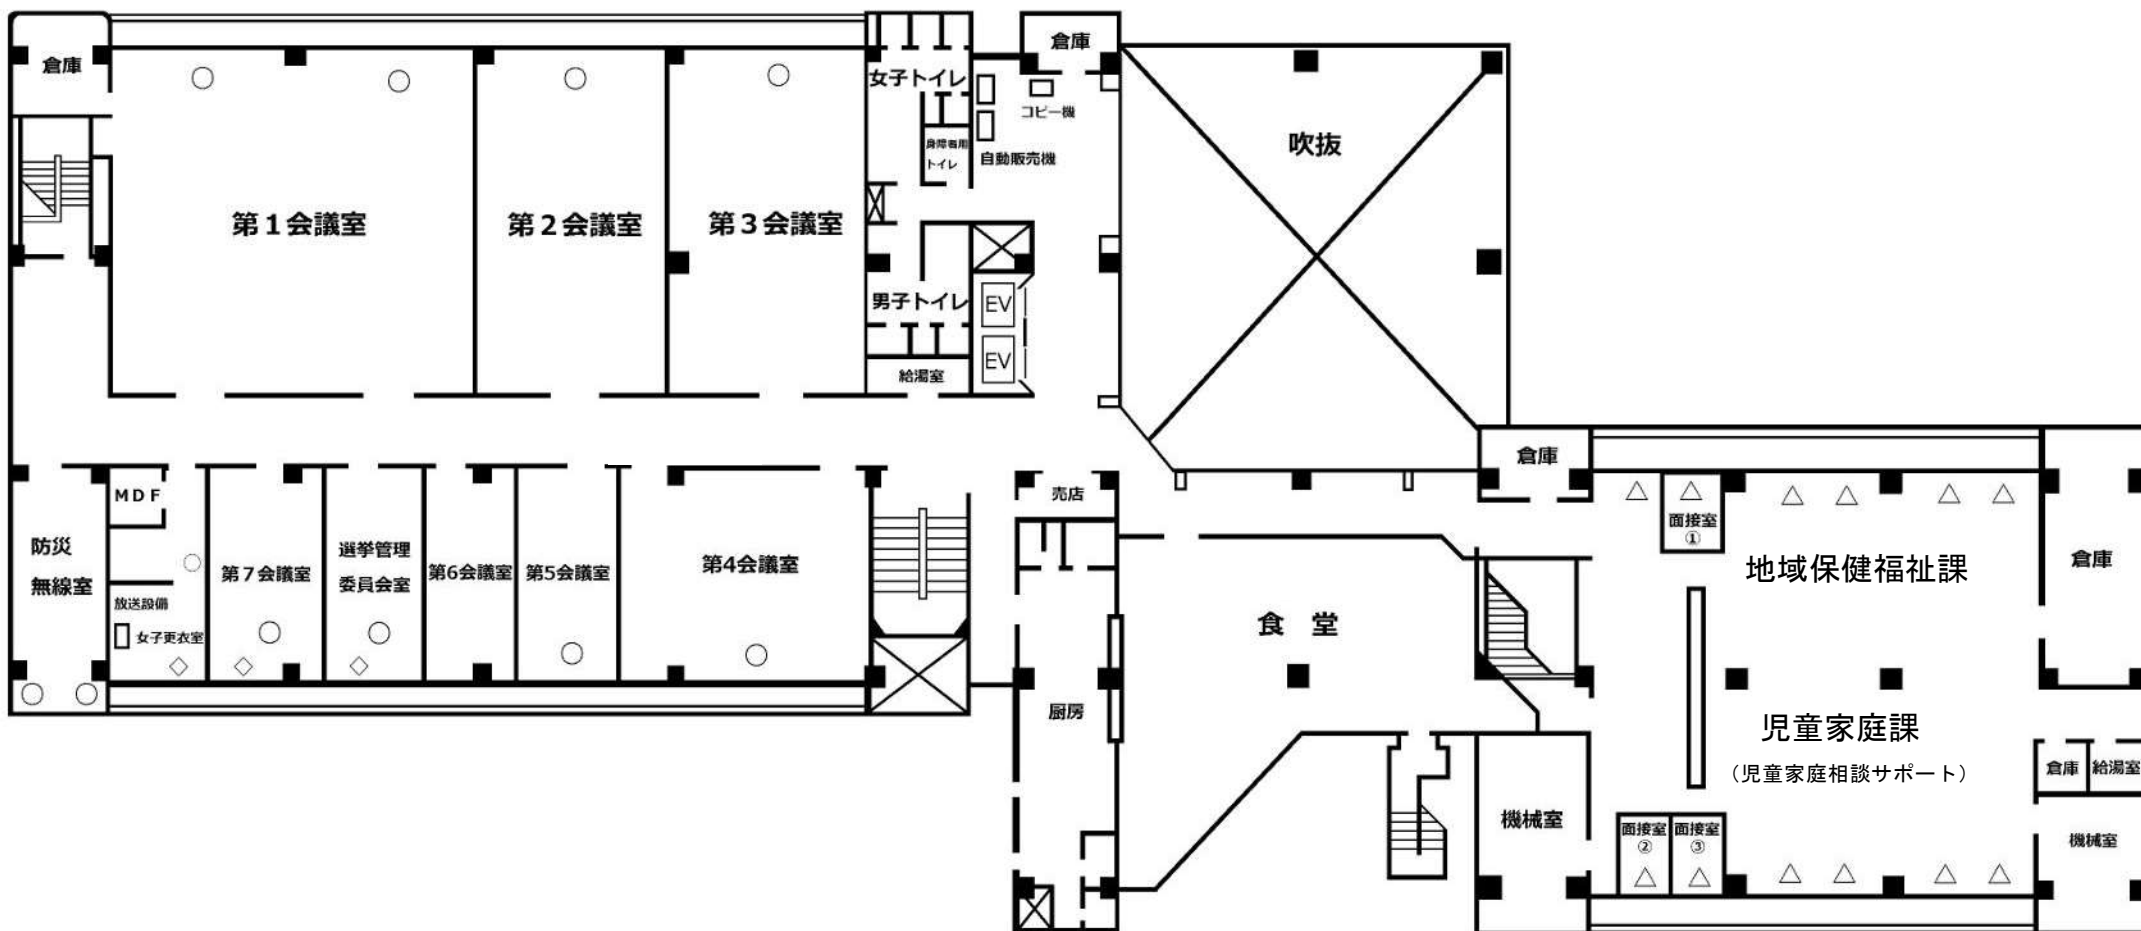 倉庫
第１会議室
第２会議室
第３会議室
女子トイレ
身障者用
トイレ
自動販売機
コピー機
倉庫
吹抜
男子トイレ
EV
EV
給湯室
防災
無線室
ＭＤＦ
放送設備
女子更衣室
第７会議室
選挙管理
委員会室
第6会議室
第5会議室
第4会議室
売店
厨房
食　堂
倉庫
機械室
面接室
①
地域保健福祉課
児童家庭課
（児童家庭相談サポート）
面接室
②
面接室
③
倉庫
倉庫
給湯室
機械室